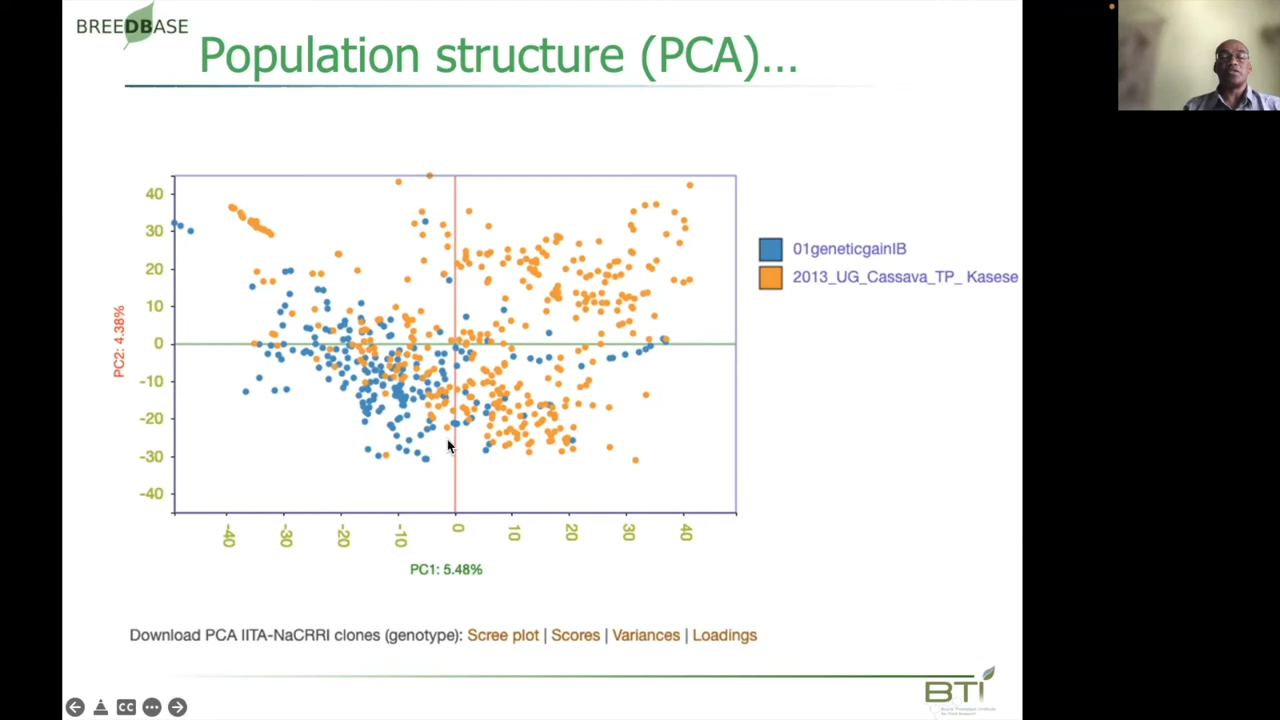 BREEDBASE
Population structure (PCA)...
40
30
20
10
0
-10
-20
-30
-40
PC2: 4.38%
-40
-30
-20
-10
0
10
20
30
40
PC1: 5.48%
01geneticgainIB
2013_UG_Cassava_TP_ Kasese
Download PCA IITA-NaCRRI clones (genotype): Scree plot | Scores | Variances | Loadings
BTI
CC